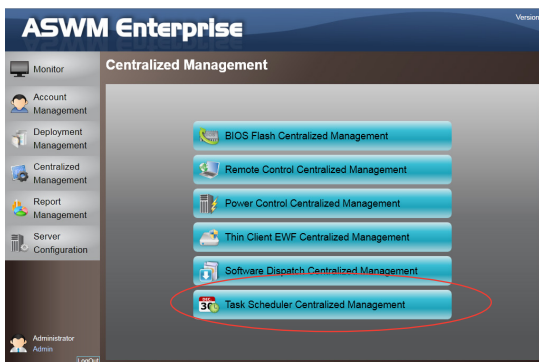 ASWM Enterprise
Version
Monitor
Centralized Management
Account
Management
Deployment
Management
Centralized
Management
Report
Management
Server
Configuration
BIOS Flash Centralized Management
Remote Control Centralized Management
Power Control Centralized Management
Thin Client EWF Centralized Management
Software Dispatch Centralized Management
DEC
30
Task Scheduler Centralized Management
Administrator
Admin
LogOut